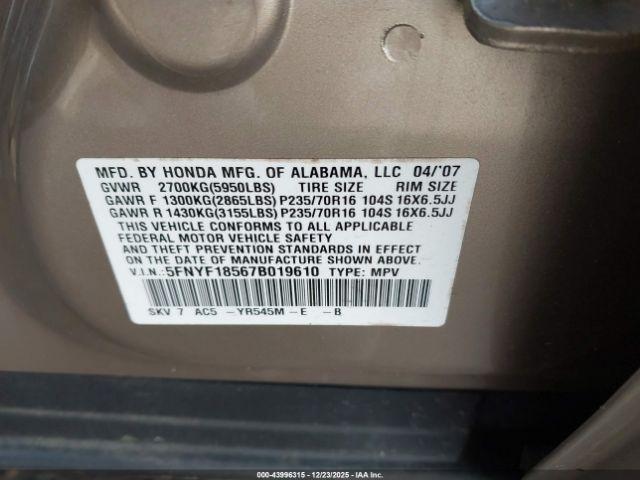 MFD. BY HONDA MFG. OF ALABAMA, LLC 04/'07
GVWR 2700KG(5950LBS) TIRE SIZE RIM SIZE
GAWR F 1300KG(2865LBS) P235/70R16 104S 16X6.5JJ
GAWR R 1430KG(3155LBS) P235/70R16 104S 16X6.5JJ
THIS VEHICLE CONFORMS TO ALL APPLICABLE
FEDERAL MOTOR VEHICLE SAFETY, BUMPER,
AND THEFT PREVENTION STANDARDS IN EFFECT
ON THE DATE OF MANUFACTURE SHOWN ABOVE.
V.I.N.: 5FNYF18567B019610 TYPE: MPV
SKV 7 AC5 -YR545M-E -B
000-43996315 - 12/23/2025 - IAAI, Inc.